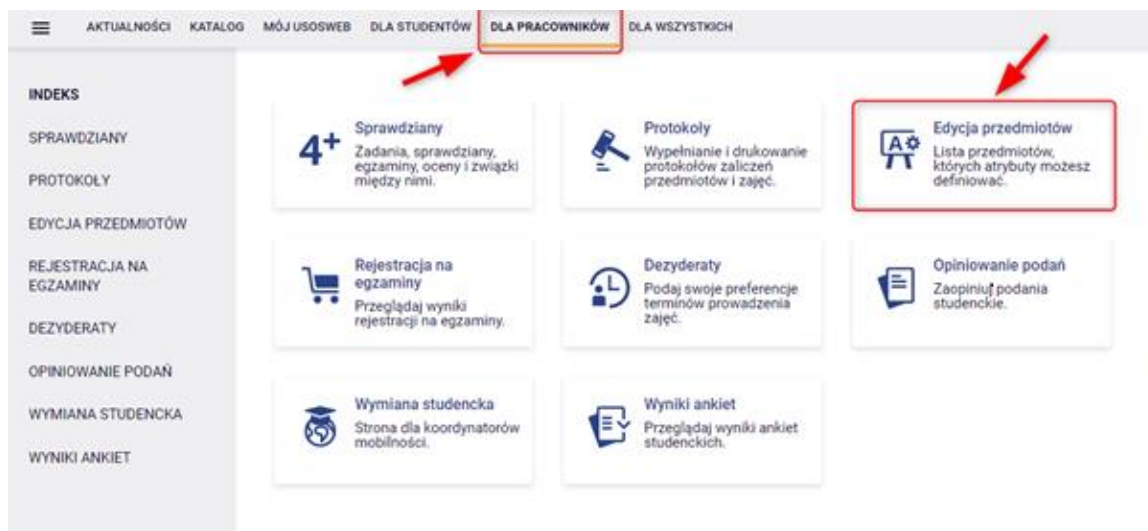 AKTUALNOŚCI KATALOG MÓJ USOSWEB DLA STUDENTÓW DLA PRACOWNIKÓW DLA WSZYSTKICH
INDEKS
SPRAWDZIANY
PROTOKOŁY
EDYCJA PRZEDMIOTÓW
REJESTRACJA NA
EGZAMINY
DEZYDERATY
OPINIOWANIE PODAŃ
WYMIANA STUDENCKA
WYNIKI ANKIET
4+
Sprawdziany
Zadania, sprawdziany,
egzaminy, oceny i związki
między nimi.
Protokoły
Wypełnianie i drukowanie
protokołów zaliczeń
przedmiotów i zajęć.
A
Edycja przedmiotów
Lista przedmiotów,
których atrybuty możesz
definiować.
Rejestracja na
egzaminy
Przeglądaj wyniki
rejestracji na egzaminy.
Dezyderaty
Podaj swoje preferencje
terminów prowadzenia
zajęć.
Opiniowanie podań
Zaopiniuj podania
studenckie.
Wymiana studencka
Strona dla koordynatorów
mobilności.
Wyniki ankiet
Przeglądaj wyniki ankiet
studenckich.